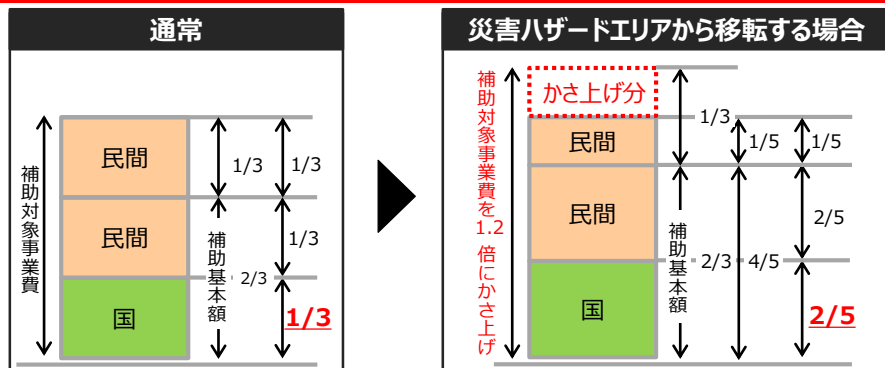 通常
補助対象事業費
民間
民間
国
1/3
1/3
補助基本額
2/3
1/3
1/3
災害ハザードエリアから移転する場合
補助対象事業費を1.2倍にかさ上げ
かさ上げ分
民間
民間
国
1/3
1/5
1/5
補助基本額
2/3
4/5
2/5
2/5